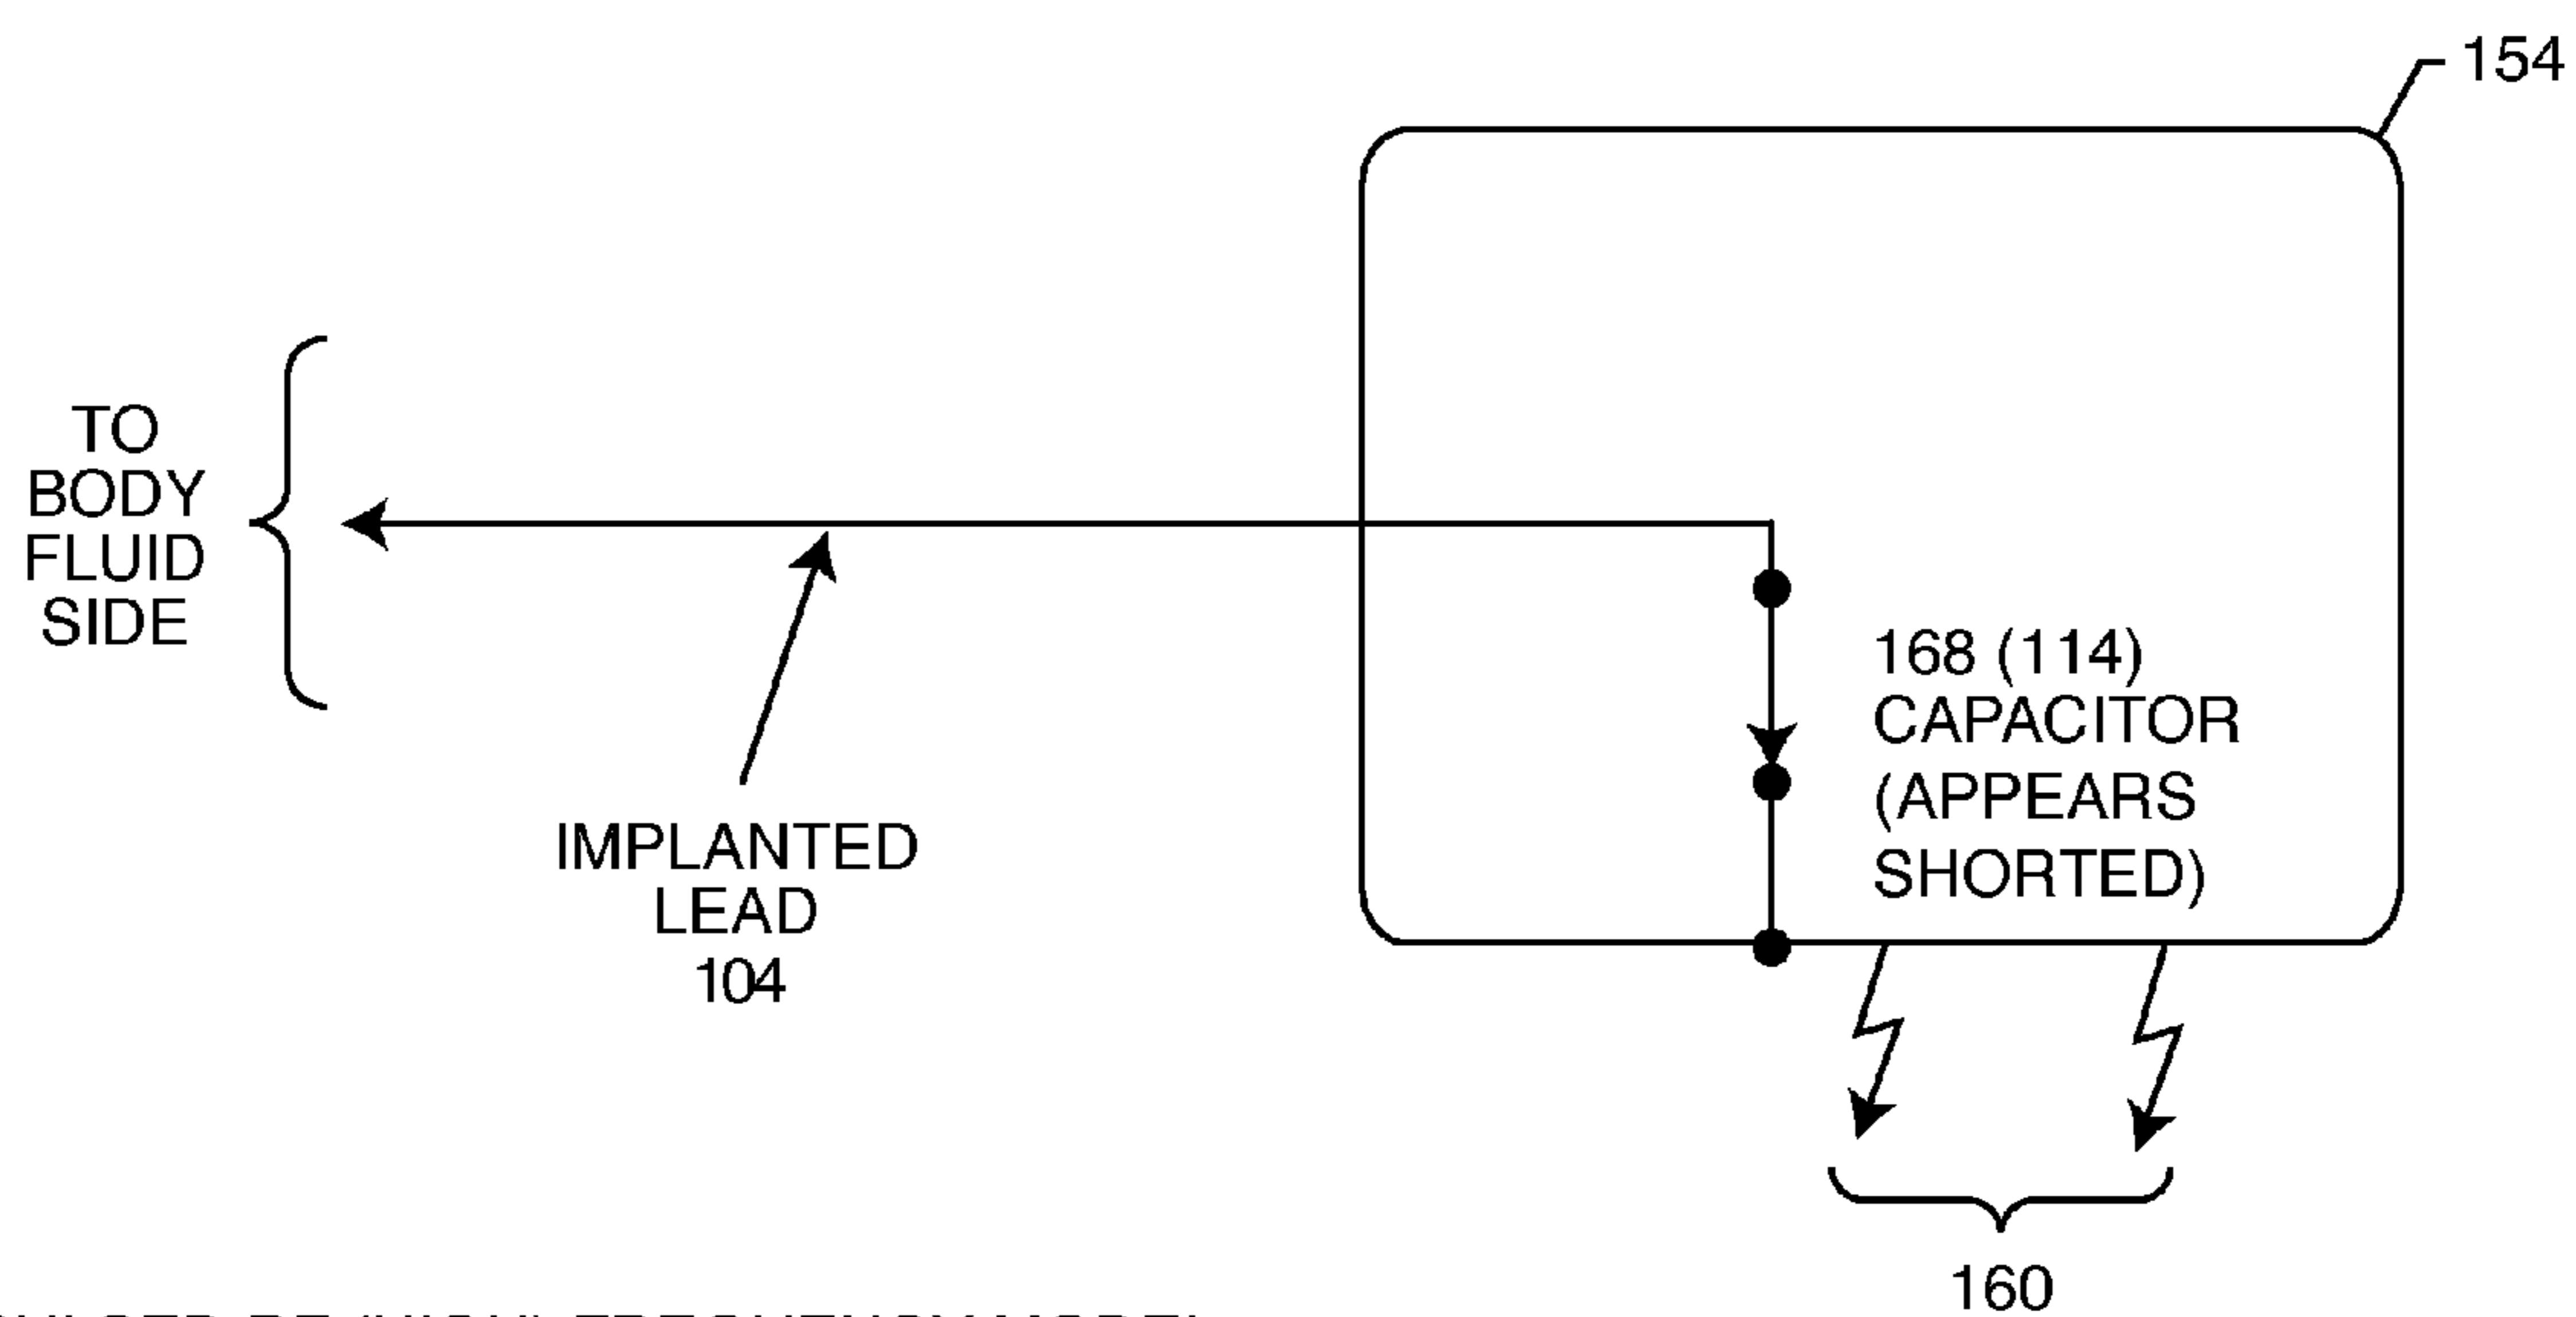 154
TO
BODY
FLUID
SIDE
168 (114)
CAPACITOR
(APPEARS
SHORTED)
IMPLANTED
LEAD
104
160